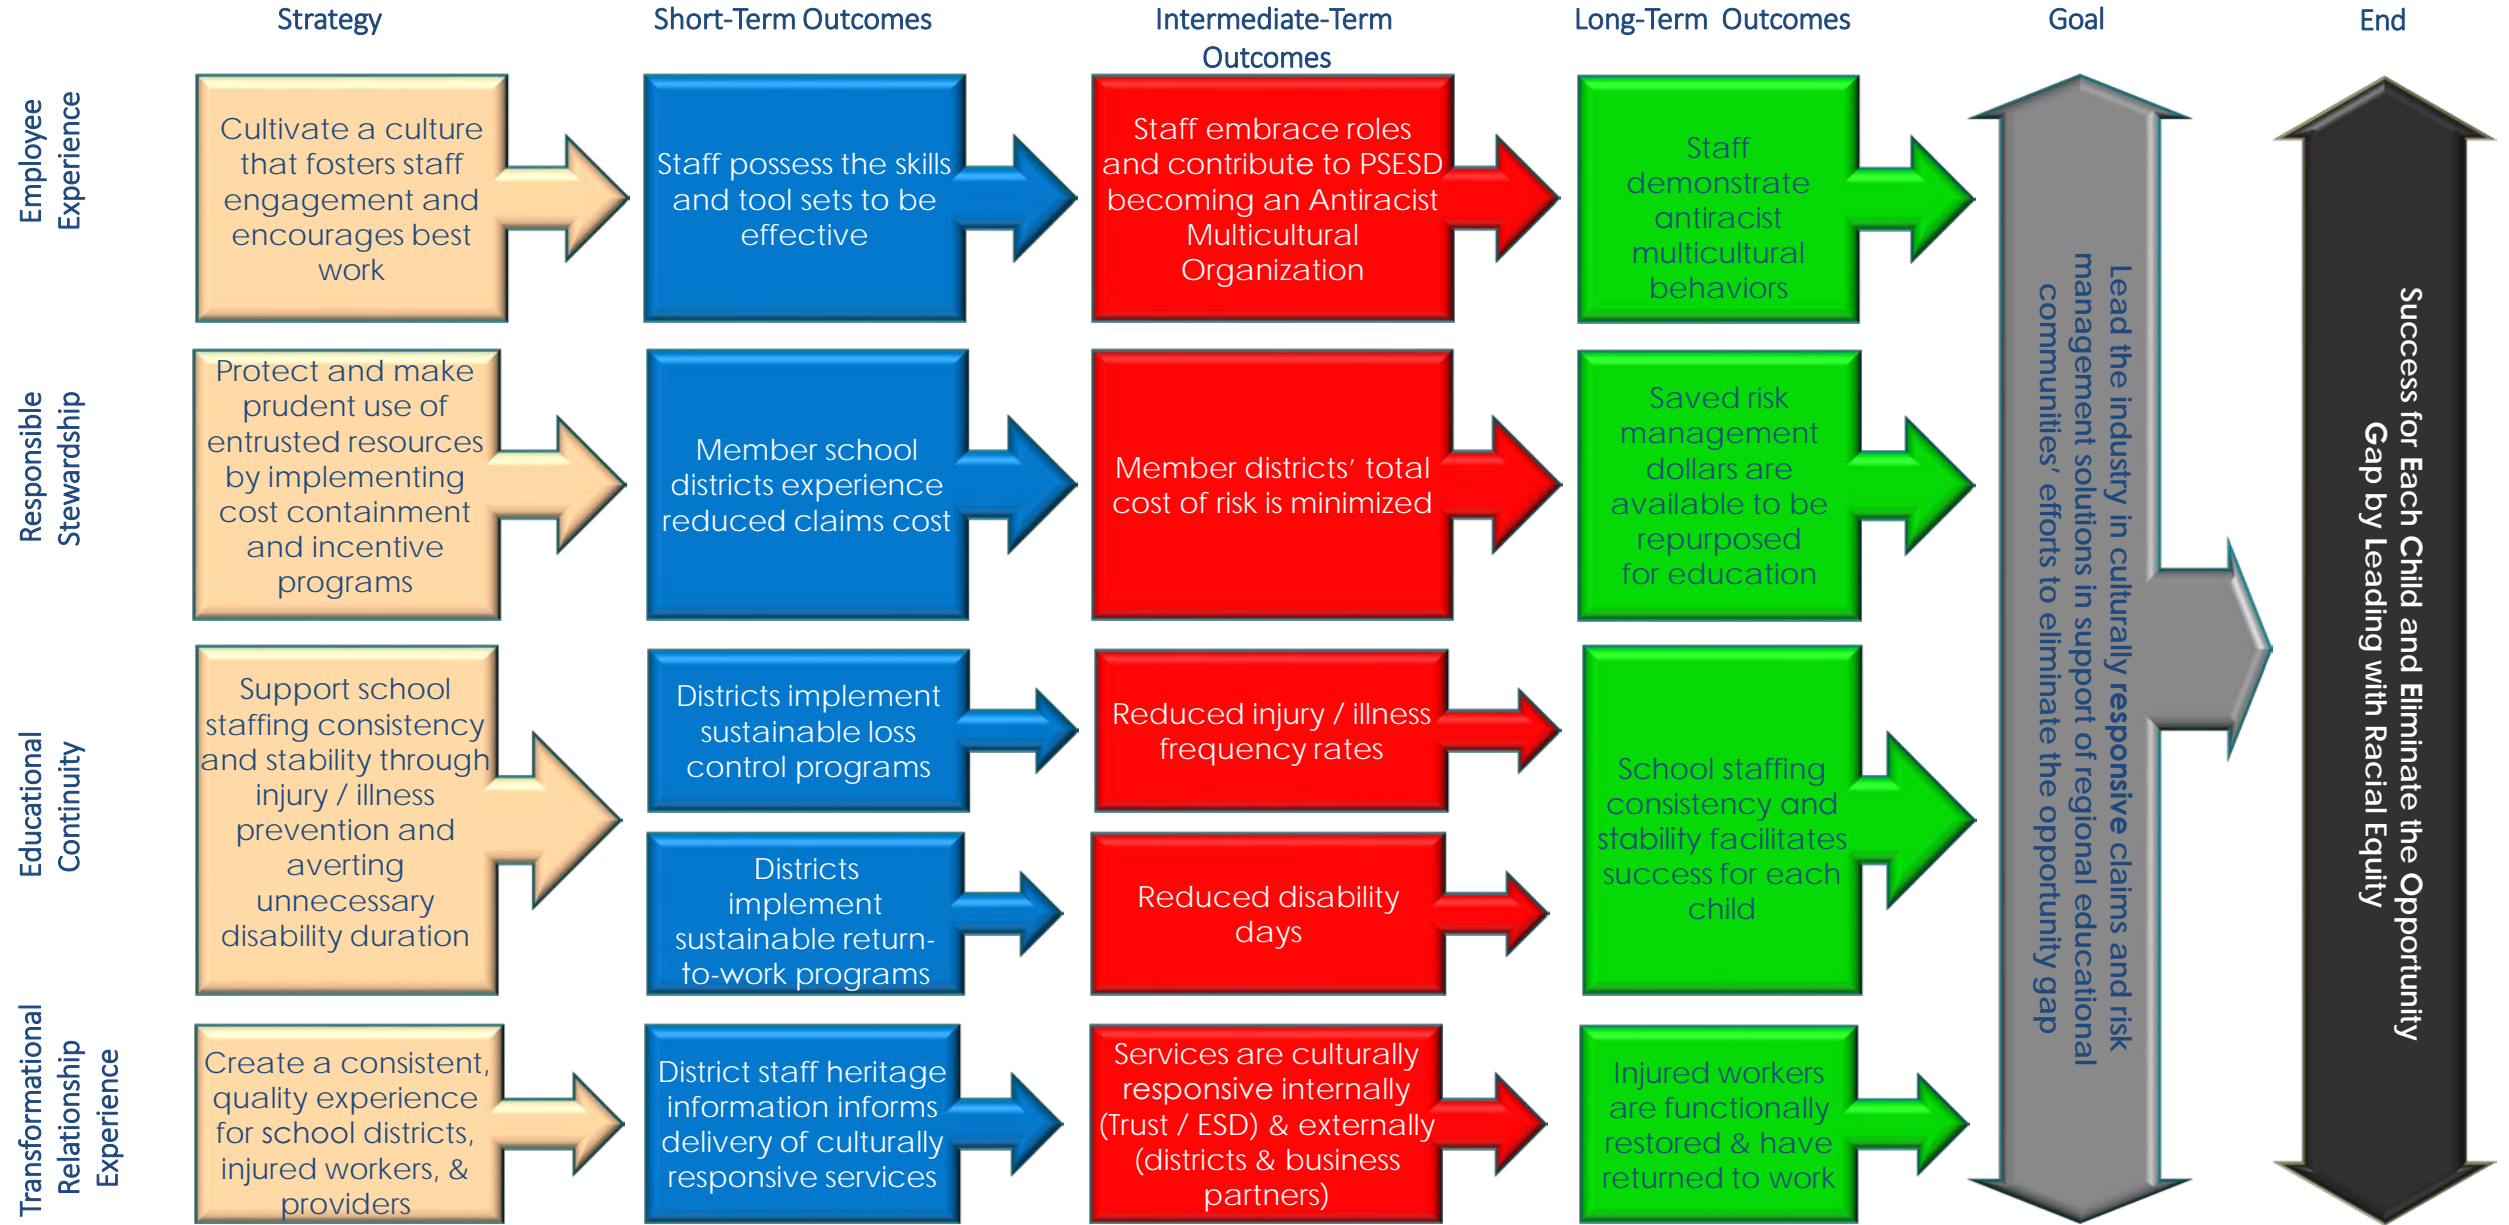 Strategy
Short-Term Outcomes
Intermediate-Term
Outcomes
Long-Term Outcomes
Goal
End
Employee
Experience
Cultivate a culture
that fosters staff
engagement and
encourages best
work
Staff possess the skills
and tool sets to be
effective
Staff embrace roles
and contribute to PSESD
becoming an Antiracist
Multicultural
Organization
Staff
demonstrate
antiracist
multicultural
behaviors
Responsible
Stewardship
Protect and make
prudent use of
entrusted resources
by implementing
cost containment
and incentive
programs
Member school
districts experience
reduced claims cost
Member districts’ total
cost of risk is minimized
Saved risk
management
dollars are
available to be
repurposed
for education
Educational
Continuity
Support school
staffing consistency
and stability through
injury / illness
prevention and
averting
unnecessary
disability duration
Districts implement
sustainable loss
control programs
Reduced injury / illness
frequency rates
Districts
implement
sustainable return-
to-work programs
Reduced disability
days
School staffing
consistency and
stability facilitates
success for each
child
Transformational
Relationship
Experience
Create a consistent,
quality experience
for school districts,
injured workers, &
providers
District staff heritage
information informs
delivery of culturally
responsive services
Services are culturally
responsive internally
(Trust / ESD) & externally
(districts & business
partners)
Injured workers
are functionally
restored & have
returned to work
Lead the industry in culturally responsive claims and risk
management solutions in support of regional educational
communities’ efforts to eliminate the opportunity gap
Success for Each Child and Eliminate the Opportunity
Gap by Leading with Racial Equity